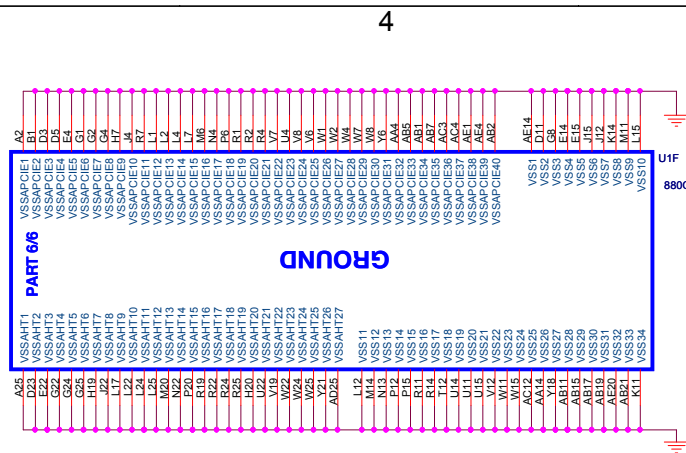 4
A2 B1 D3 D5 E4 G1 G2 G4 H7 J4 R7 L1 L2 L4 L7 M6 N4 P6 R1 R2 R4 V7 U4 V8 V6 W1 W2 W4 W7 W8 Y6 AA4 AB5 AB1 AB7 AC3 AC4 AE1 AE4 AB2 AE14 D11 G8 E14 E15 J15 J12 K14 M11 L15
VSSAPCIE1 VSSAPCIE2 VSSAPCIE3 VSSAPCIE4 VSSAPCIE5 VSSAPCIE6 VSSAPCIE7 VSSAPCIE8 VSSAPCIE9 VSSAPCIE10 VSSAPCIE11 VSSAPCIE12 VSSAPCIE13 VSSAPCIE14 VSSAPCIE15 VSSAPCIE16 VSSAPCIE17 VSSAPCIE18 VSSAPCIE19 VSSAPCIE20 VSSAPCIE21 VSSAPCIE22 VSSAPCIE23 VSSAPCIE24 VSSAPCIE25 VSSAPCIE26 VSSAPCIE27 VSSAPCIE28 VSSAPCIE29 VSSAPCIE30 VSSAPCIE31 VSSAPCIE32 VSSAPCIE33 VSSAPCIE34 VSSAPCIE35 VSSAPCIE36 VSSAPCIE37 VSSAPCIE38 VSSAPCIE39 VSSAPCIE40 VSS1 VSS2 VSS3 VSS4 VSS5 VSS6 VSS7 VSS8 VSS9 VSS10
U1F
880
PART 6/6
GROUND
VSSAHT1 VSSAHT2 VSSAHT3 VSSAHT4 VSSAHT5 VSSAHT6 VSSAHT7 VSSAHT8 VSSAHT9 VSSAHT10 VSSAHT11 VSSAHT12 VSSAHT13 VSSAHT14 VSSAHT15 VSSAHT16 VSSAHT17 VSSAHT18 VSSAHT19 VSSAHT20 VSSAHT21 VSSAHT22 VSSAHT23 VSSAHT24 VSSAHT25 VSSAHT26 VSSAHT27 VSS11 VSS12 VSS13 VSS14 VSS15 VSS16 VSS17 VSS18 VSS19 VSS20 VSS21 VSS22 VSS23 VSS24 VSS25 VSS26 VSS27 VSS28 VSS29 VSS30 VSS31 VSS32 VSS33 VSS34
A25 D23 E22 G22 G24 G25 H19 J22 L17 L22 L24 L25 M20 N22 P20 R19 R22 R24 R25 H20 U22 V19 W22 W24 W25 Y21 AD25 L12 M14 N13 P12 P15 R11 R14 T12 U14 U11 U15 V12 W11 W15 AC12 AA14 Y18 AB11 AB15 AB17 AB19 AE20 AB21 K11